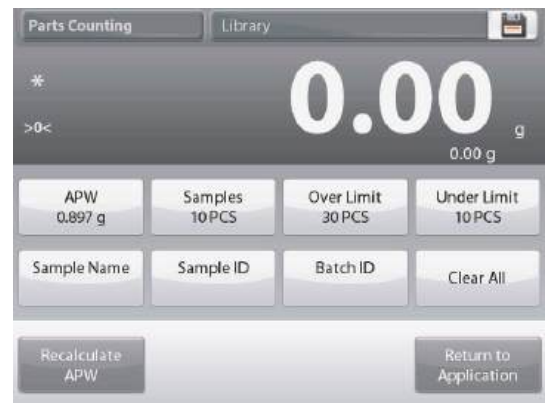 Parts Counting Library
*
0.00 g
>0<
0.00 g
APW Samples Over Limit Under Limit
0.897 g 10 PCS 30 PCS 10 PCS
Sample Name Sample ID Batch ID Clear All
Recalculate Return to
APW Application